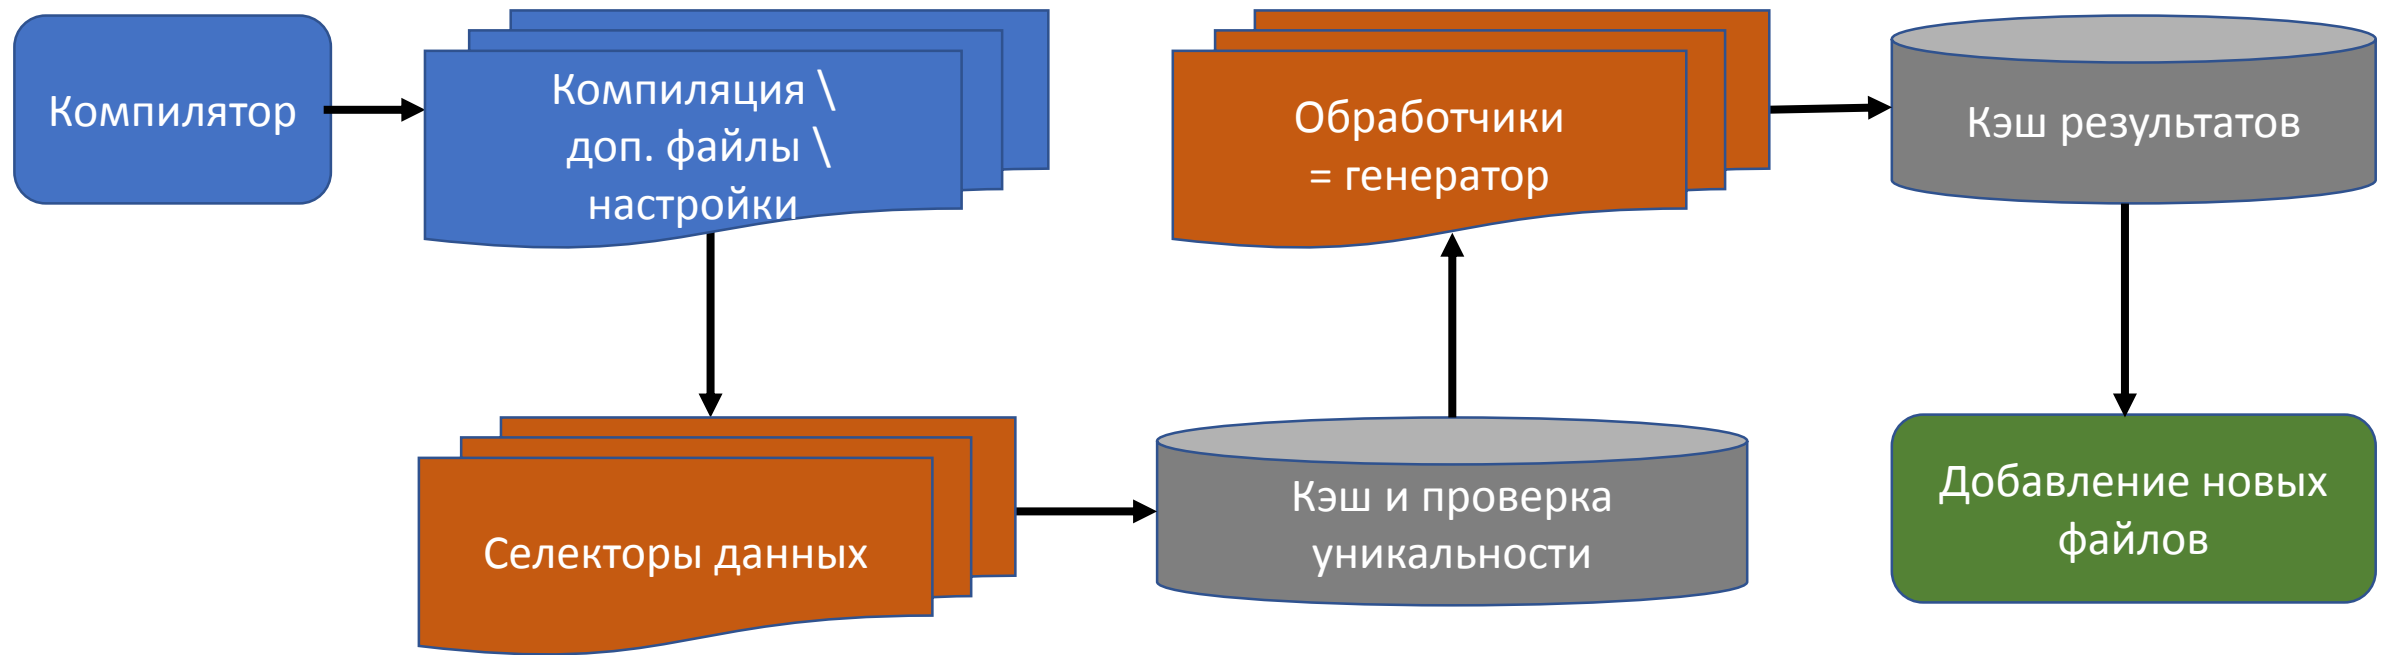 Компилятор
Компиляция \
доп. файлы \
настройки
Селекторы данных
Кэш и проверка
уникальности
Обработчики
= генератор
Кэш результатов
Добавление новых
файлов